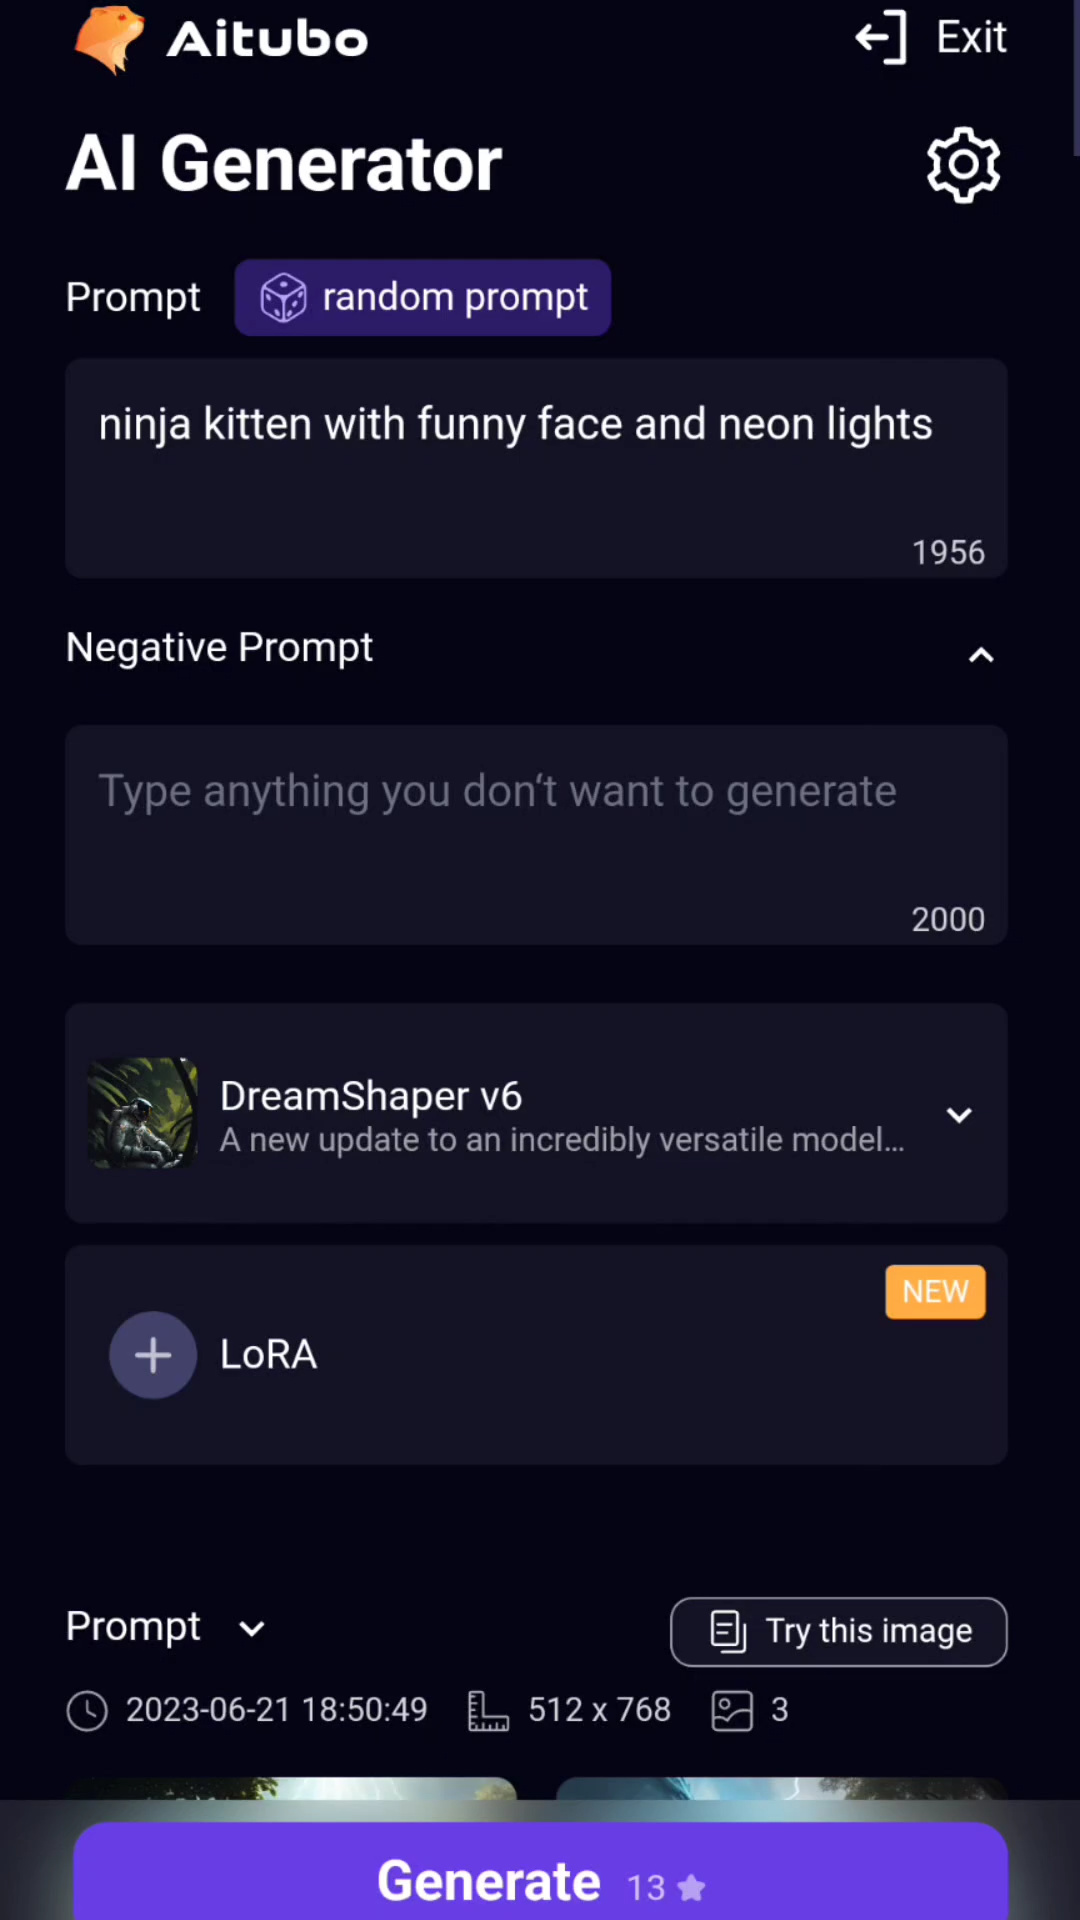 Aitubo
Exit
AI Generator
Prompt
random prompt
ninja kitten with funny face and neon lights
1956
Negative Prompt
Type anything you don‘t want to generate
2000
DreamShaper v6
A new update to an incredibly versatile model...
NEW
LoRA
Prompt
Try this image
2023-06-21 18:50:49
512 x 768
3
Generate 13